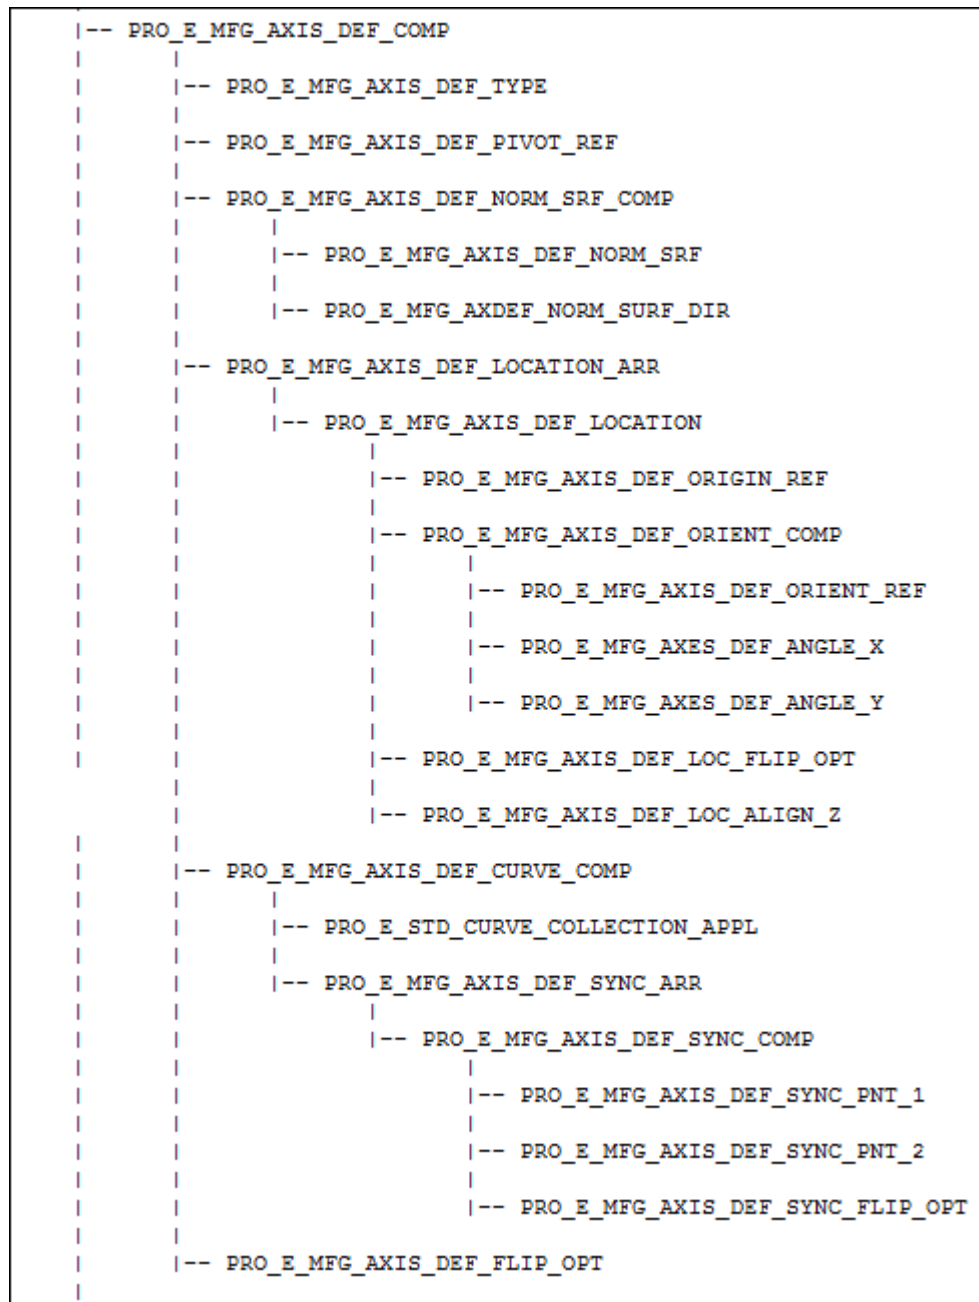 |-- PRO_E_MFG_AXIS_DEF_COMP
|-- PRO_E_MFG_AXIS_DEF_TYPE
|-- PRO_E_MFG_AXIS_DEF_PIVOT_REF
|-- PRO_E_MFG_AXIS_DEF_NORM_SRF_COMP
|-- PRO_E_MFG_AXIS_DEF_NORM_SRF
|-- PRO_E_MFG_AXDEF_NORM_SURF_DIR
|-- PRO_E_MFG_AXIS_DEF_LOCATION_ARR
|-- PRO_E_MFG_AXIS_DEF_LOCATION
|-- PRO_E_MFG_AXIS_DEF_ORIGIN_REF
|-- PRO_E_MFG_AXIS_DEF_ORIENT_COMP
|-- PRO_E_MFG_AXIS_DEF_ORIENT_REF
|-- PRO_E_MFG_AXES_DEF_ANGLE_X
|-- PRO_E_MFG_AXES_DEF_ANGLE_Y
|-- PRO_E_MFG_AXIS_DEF_LOC_FLIP_OPT
|-- PRO_E_MFG_AXIS_DEF_LOC_ALIGN_Z
|-- PRO_E_MFG_AXIS_DEF_CURVE_COMP
|-- PRO_E_STD_CURVE_COLLECTION_APPL
|-- PRO_E_MFG_AXIS_DEF_SYNC_ARR
|-- PRO_E_MFG_AXIS_DEF_SYNC_COMP
|-- PRO_E_MFG_AXIS_DEF_SYNC_PNT_1
|-- PRO_E_MFG_AXIS_DEF_SYNC_PNT_2
|-- PRO_E_MFG_AXIS_DEF_SYNC_FLIP_OPT
|-- PRO_E_MFG_AXIS_DEF_FLIP_OPT